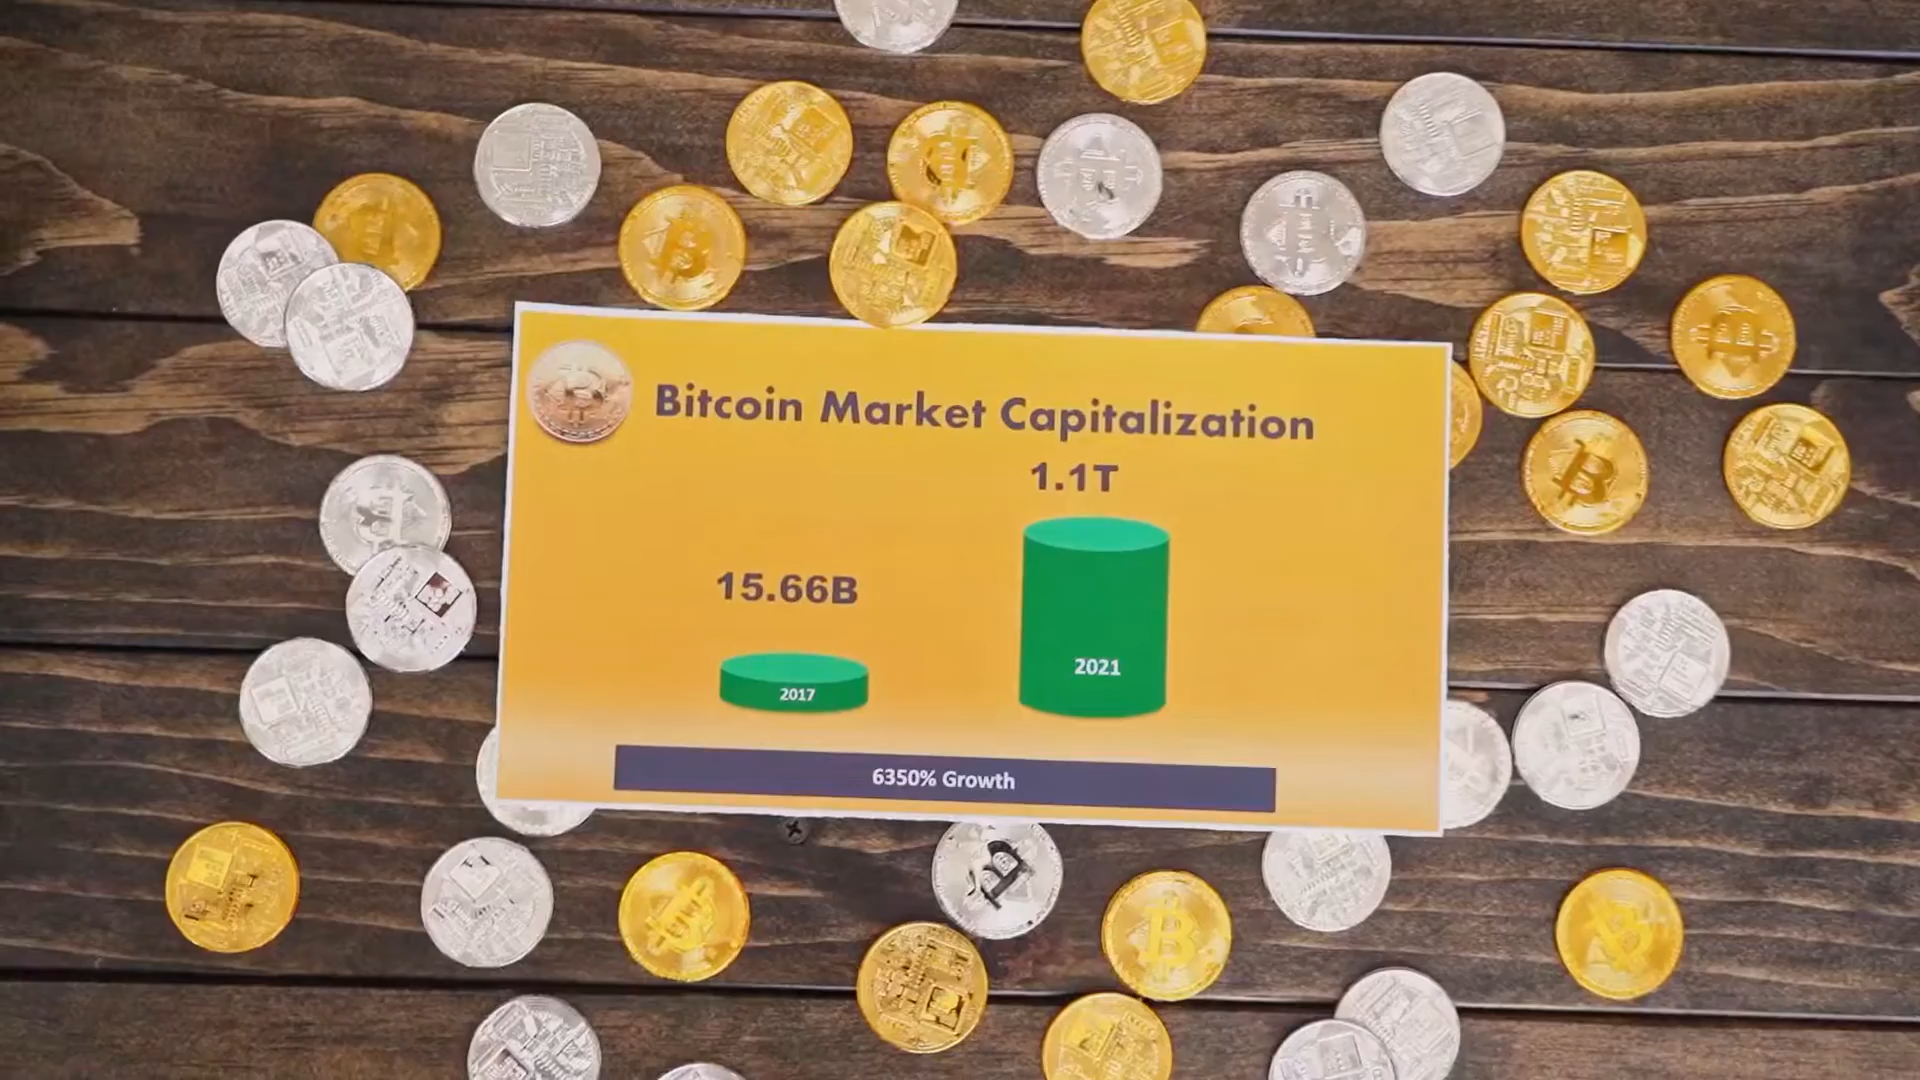 Bitcoin Market Capitalization
1.1T
15.66B
2021
2017
6350% Growth